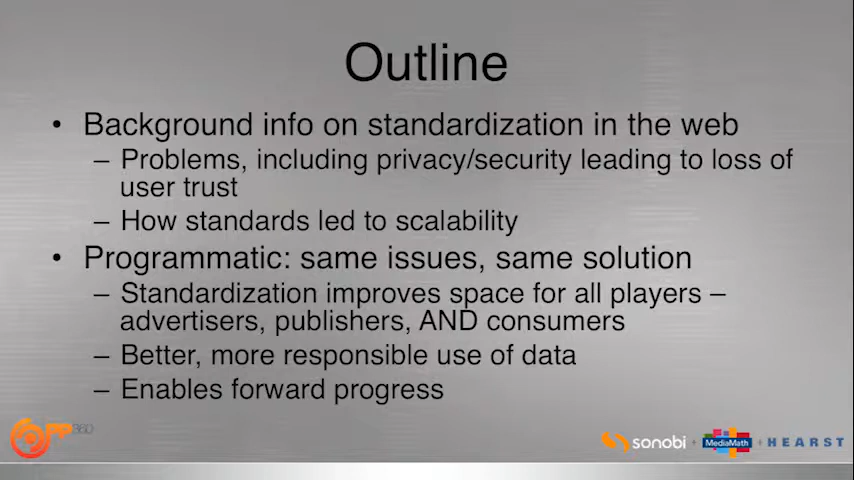 Outline
• Background info on standardization in the web
– Problems, including privacy/security leading to loss of
user trust
– How standards led to scalability
• Programmatic: same issues, same solution
– Standardization improves space for all players –
advertisers, publishers, AND consumers
– Better, more responsible use of data
– Enables forward progress
360
sonobi + MediaMath + HEARST